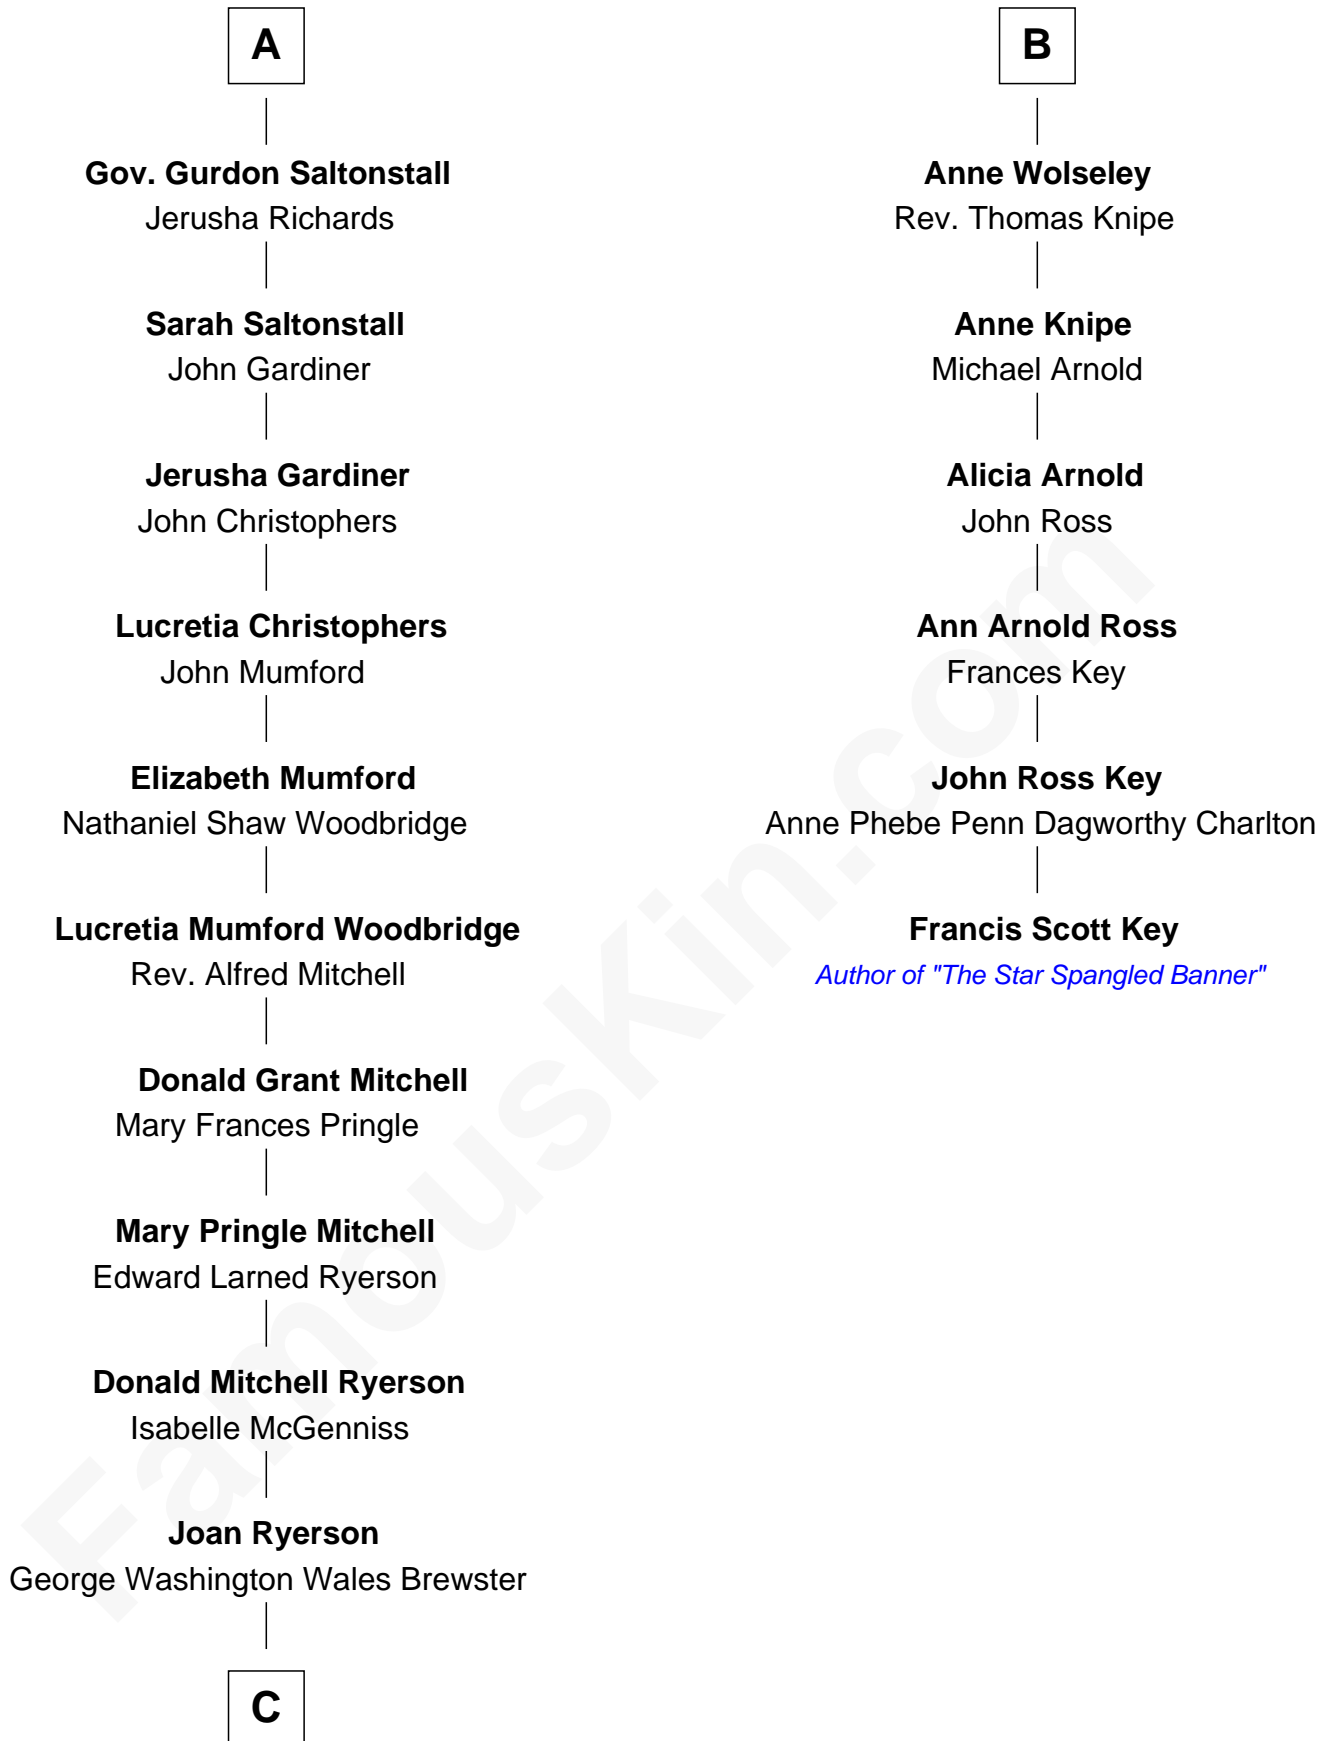 A
Gov. Gurdon Saltonstall
Jerusha Richards
Sarah Saltonstall
John Gardiner
Jerusha Gardiner
John Christophers
Lucretia Christophers
John Mumford
Elizabeth Mumford
Nathaniel Shaw Woodbridge
Lucretia Mumford Woodbridge
Rev. Alfred Mitchell
Donald Grant Mitchell
Mary Frances Pringle
Mary Pringle Mitchell
Edward Larned Ryerson
Donald Mitchell Ryerson
Isabelle McGenniss
Joan Ryerson
George Washington Wales Brewster
C
B
Anne Wolseley
Rev. Thomas Knipe
Anne Knipe
Michael Arnold
Alicia Arnold
John Ross
Ann Arnold Ross
Frances Key
John Ross Key
Anne Phebe Penn Dagworthy Charlton
Francis Scott Key
Author of "The Star Spangled Banner"
FamousKin.com